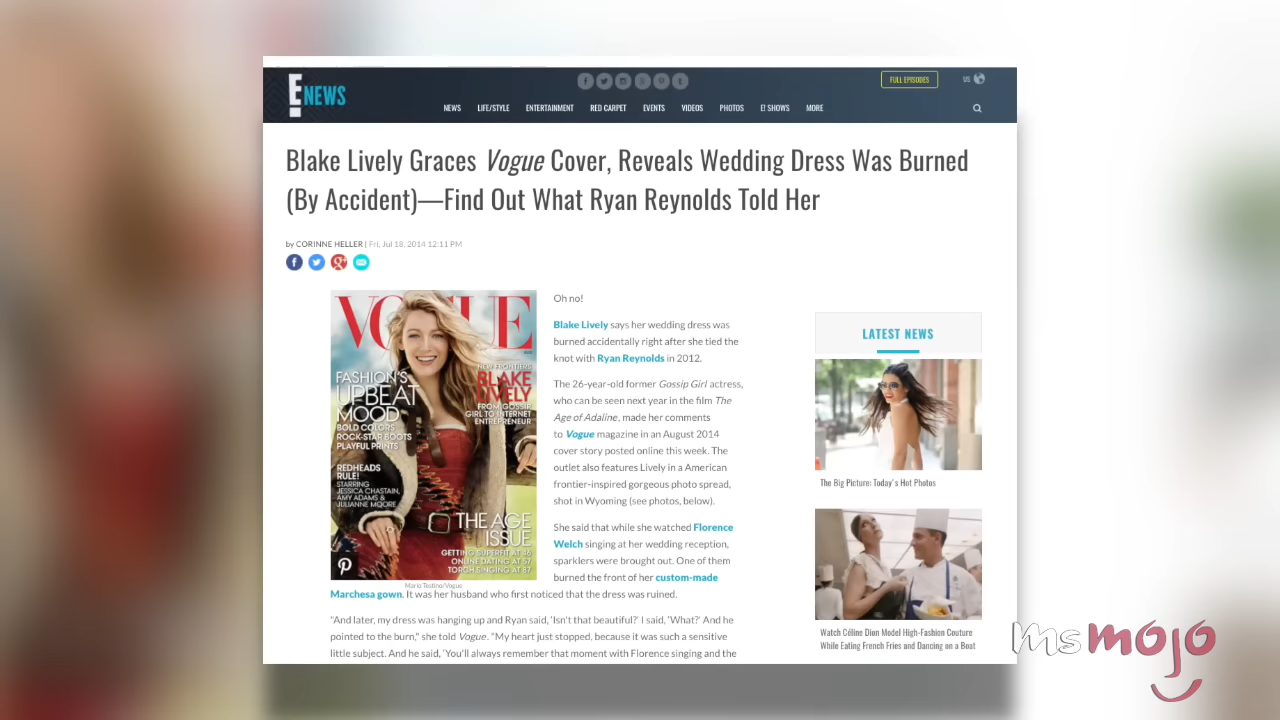 E! NEWS
FULL EPISODES
US
NEWS LIFE/STYLE ENTERTAINMENT RED CARPET EVENTS VIDEOS PHOTOS E! SHOWS MORE
Blake Lively Graces Vogue Cover, Reveals Wedding Dress Was Burned
(By Accident)—Find Out What Ryan Reynolds Told Her
by CORINNE HELLER | Fri, Jul 18, 2014 12:11 PM
VOGUE
NEW FRONTIERS
BLAKE
LIVELY
FROM GOSSIP
GIRL TO INTERNET
ENTREPRENEUR
FASHION'S
UPBEAT
MOOD
BOLD COLORS
ROCK-STAR BOOTS
PLAYFUL PRINTS
REDHEADS
RULE!
STARRING
JESSICA CHASTAIN,
AMY ADAMS &
JULIANNE MOORE
THE AGE
ISSUE
GETTING SUPERFIT AT 46
ONLINE DATING AT 57
TORCH SINGING AT 87
Mario Testino/Vogue
Oh no!
Blake Lively says her wedding dress was
burned accidentally right after she tied the
knot with Ryan Reynolds in 2012.
The 26-year-old former Gossip Girl actress,
who can be seen next year in the film The
Age of Adaline, made her comments
to Vogue magazine in an August 2014
cover story posted online this week. The
outlet also features Lively in a American
frontier-inspired gorgeous photo spread,
shot in Wyoming (see photos, below).
She said that while she watched Florence
Welch singing at her wedding reception,
sparklers were brought out. One of them
burned the front of her custom-made
Marchesa gown. It was her husband who first noticed that the dress was ruined.
"And later, my dress was hanging up and Ryan said, 'Isn't that beautiful?' I said, 'What?' And he
pointed to the burn," she told Vogue. "My heart just stopped, because it was such a sensitive
little subject. And he said, 'You'll always remember that moment with Florence singing and the
LATEST NEWS
The Big Picture: Today's Hot Photos
Watch Céline Dion Model High-Fashion Couture
While Eating French Fries and Dancing on a Boat
msmojo